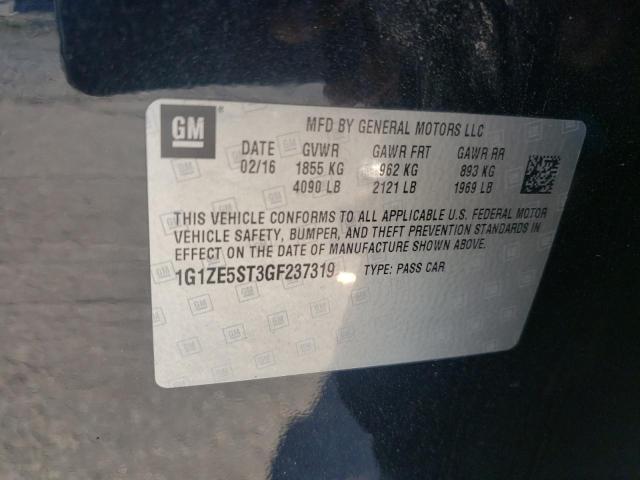 GM
MFD BY GENERAL MOTORS LLC
DATE GVWR GAWR FRT GAWR RR
02/16 1855 KG 962 KG 893 KG
4090 LB 2121 LB 1969 LB
THIS VEHICLE CONFORMS TO ALL APPLICABLE U.S. FEDERAL MOTOR
VEHICLE SAFETY, BUMPER, AND THEFT PREVENTION STANDARDS IN
EFFECT ON THE DATE OF MANUFACTURE SHOWN ABOVE.
1G1ZE5ST3GF237319 TYPE: PASS CAR